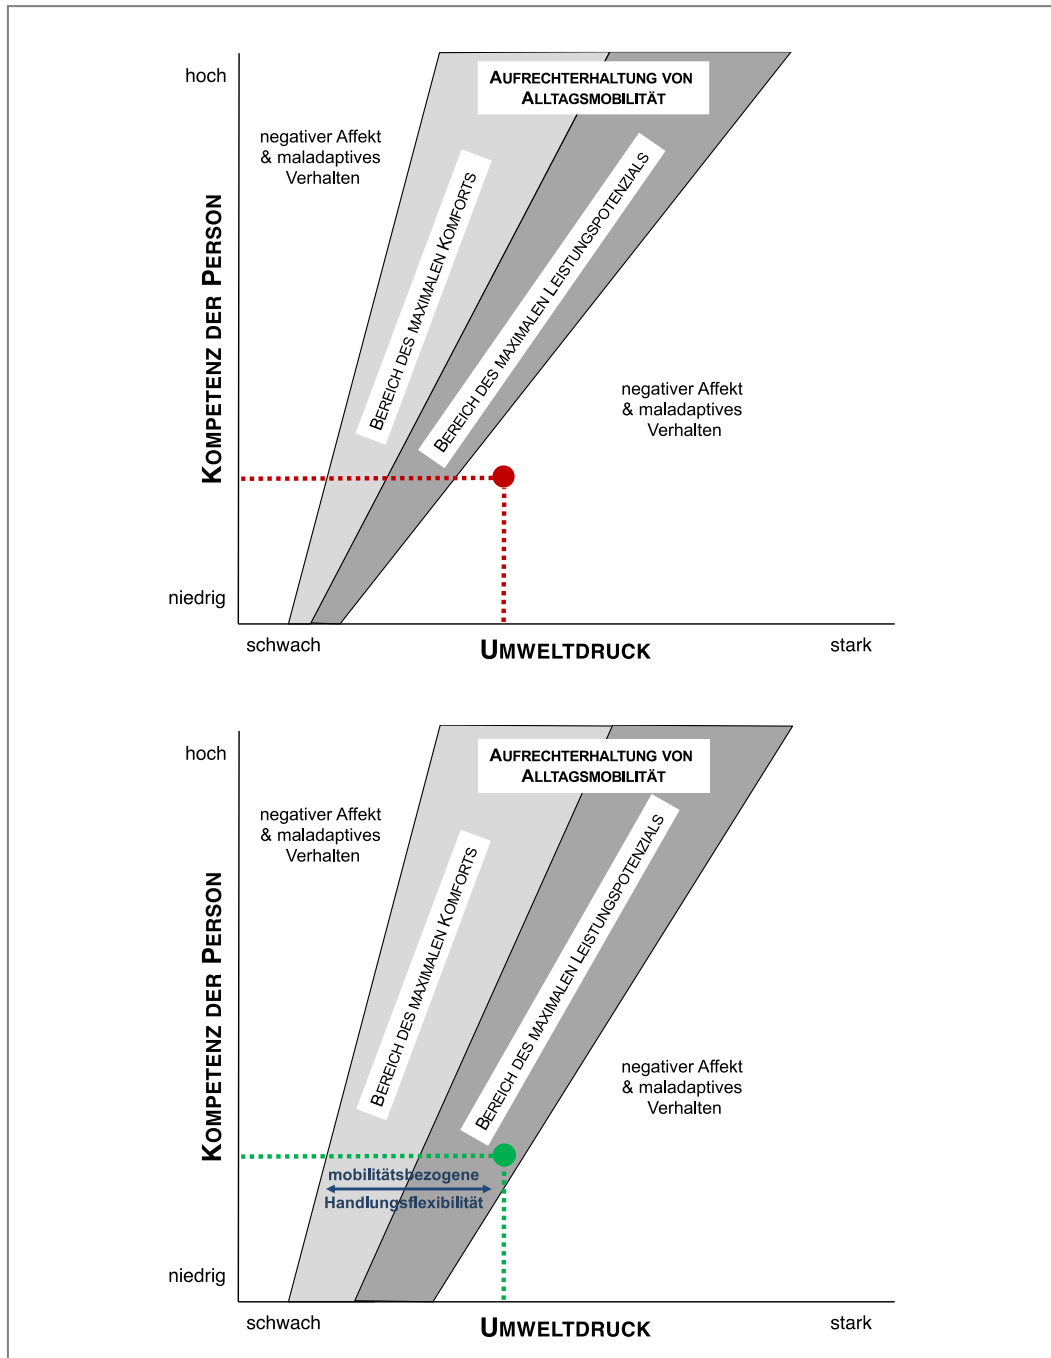 hoch
AUFRECHTERHALTUNG VON
ALLTAGSMOBILITÄT
negativer Affekt
& maladaptives
Verhalten
BEREICH DES MAXIMALEN KOMFORTS
BEREICH DES MAXIMALEN LEISTUNGSPOTENZIALS
KOMPETENZ DER PERSON
negativer Affekt
& maladaptives
Verhalten
niedrig
schwach
UMWELTDRUCK
stark
hoch
AUFRECHTERHALTUNG VON
ALLTAGSMOBILITÄT
negativer Affekt
& maladaptives
Verhalten
BEREICH DES MAXIMALEN KOMFORTS
BEREICH DES MAXIMALEN LEISTUNGSPOTENZIALS
KOMPETENZ DER PERSON
negativer Affekt
& maladaptives
Verhalten
mobilitätsbezogene
Handlungsflexibilität
niedrig
schwach
UMWELTDRUCK
stark